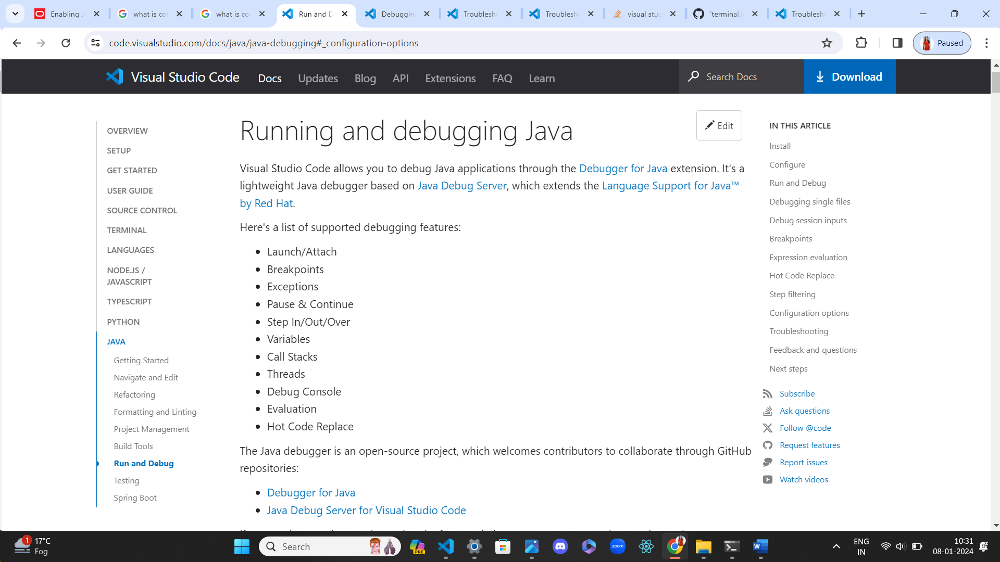 Enabling J
what is co
what is co
Run and D
Debuggin
Troublesh
Troublesh
visual stud
`terminal.i
Troublesh
code.visualstudio.com/docs/java/java-debugging#_configuration-options
Paused
Visual Studio Code
Docs
Updates
Blog
API
Extensions
FAQ
Learn
Search Docs
Download
OVERVIEW
SETUP
GET STARTED
USER GUIDE
SOURCE CONTROL
TERMINAL
LANGUAGES
NODE.JS /
JAVASCRIPT
TYPESCRIPT
PYTHON
JAVA
Getting Started
Navigate and Edit
Refactoring
Formatting and Linting
Project Management
Build Tools
Run and Debug
Testing
Spring Boot
Running and debugging Java
Edit
Visual Studio Code allows you to debug Java applications through the Debugger for Java extension. It's a
lightweight Java debugger based on Java Debug Server, which extends the Language Support for Java™
by Red Hat.
Here's a list of supported debugging features:
Launch/Attach
Breakpoints
Exceptions
Pause & Continue
Step In/Out/Over
Variables
Call Stacks
Threads
Debug Console
Evaluation
Hot Code Replace
The Java debugger is an open-source project, which welcomes contributors to collaborate through GitHub
repositories:
Debugger for Java
Java Debug Server for Visual Studio Code
IN THIS ARTICLE
Install
Configure
Run and Debug
Debugging single files
Debug session inputs
Breakpoints
Expression evaluation
Hot Code Replace
Step filtering
Configuration options
Troubleshooting
Feedback and questions
Next steps
Subscribe
Ask questions
Follow @code
Request features
Report issues
Watch videos
1
17°C
Fog
Search
PRE
zoom
W
ENG
IN
10:31
08-01-2024